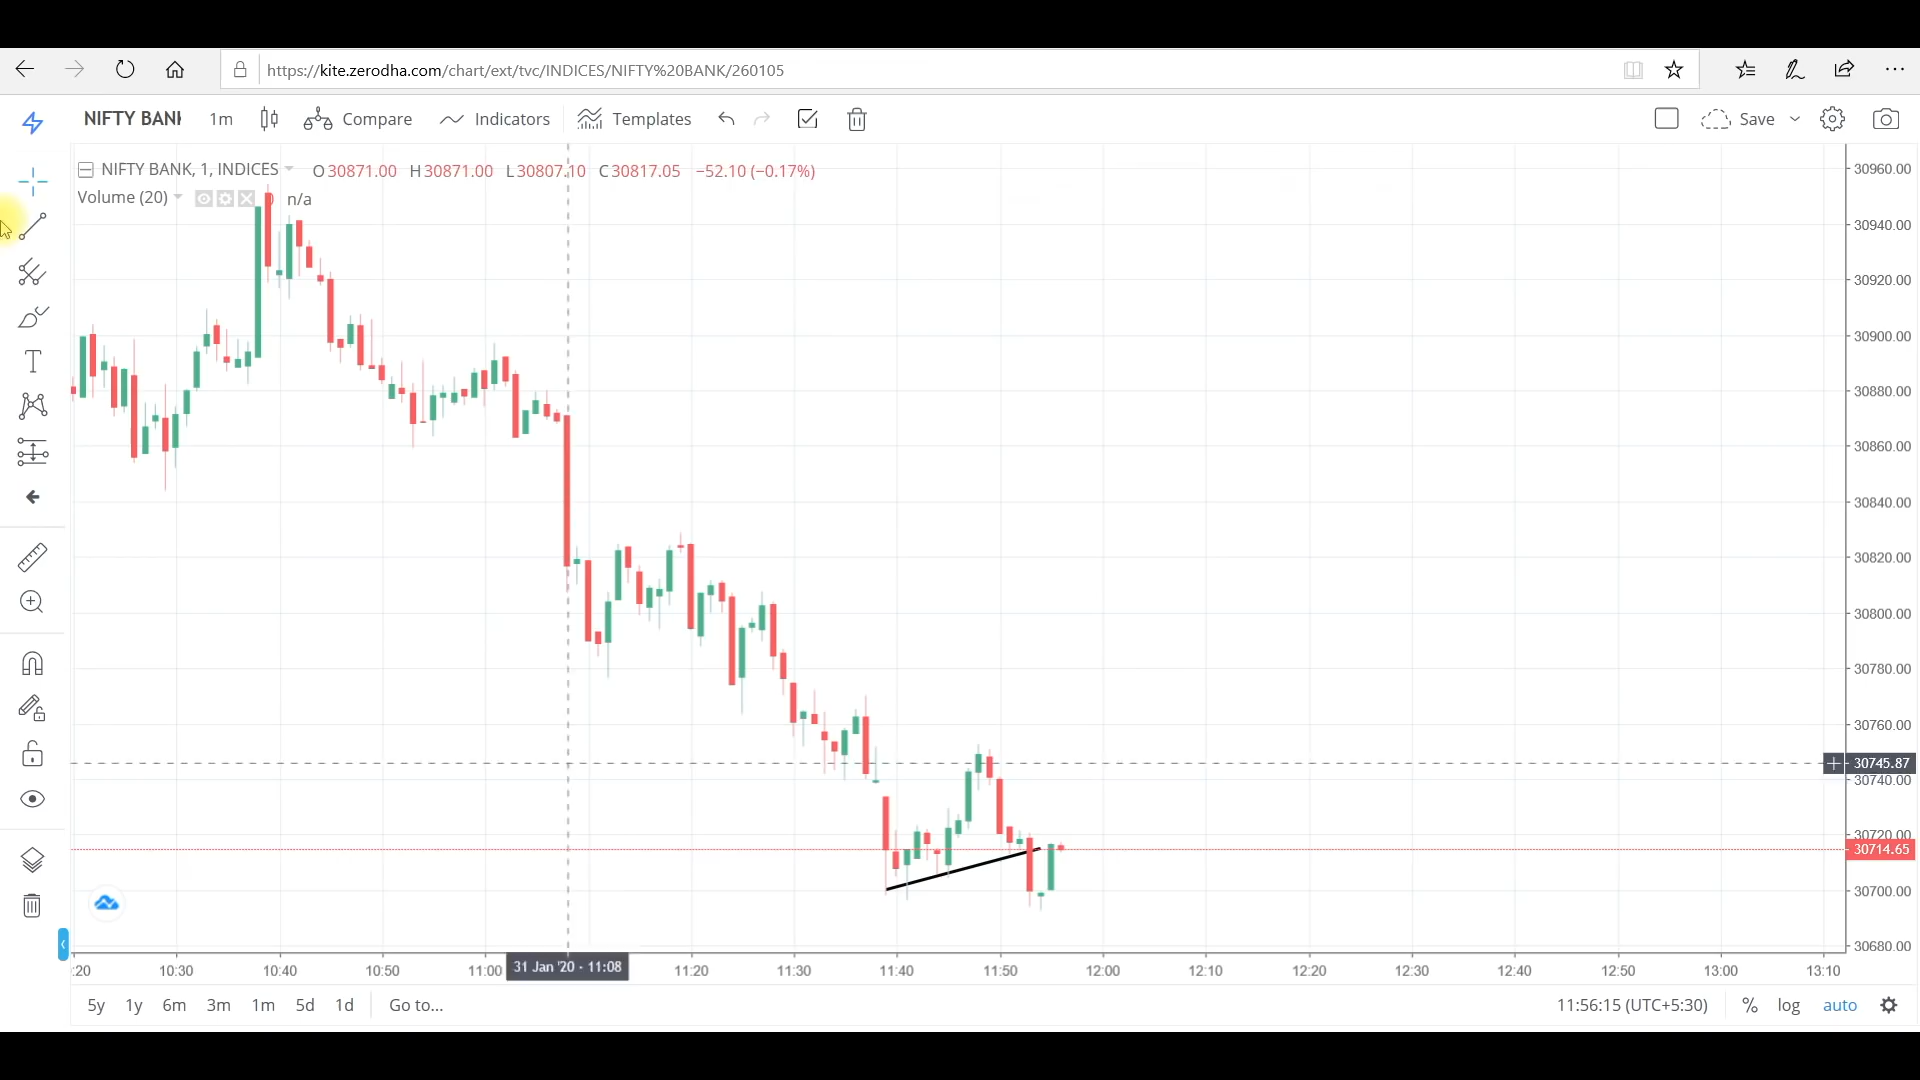 https://kite.zerodha.com/chart/ext/tvc/INDICES/NIFTY%20BANK/260105
NIFTY BANK 1m Compare Indicators Templates Save
NIFTY BANK, 1, INDICES O30871.00 H30871.00 L30807.10 C30817.05 −52.10 (−0.17%)
Volume (20) n/a
30960.00
30940.00
30920.00
30900.00
30880.00
30860.00
30840.00
30820.00
30800.00
30780.00
30760.00
30745.87
30740.00
30720.00
30714.65
30700.00
30680.00
:20 10:30 10:40 10:50 11:00 31 Jan '20 - 11:08 11:20 11:30 11:40 11:50 12:00 12:10 12:20 12:30 12:40 12:50 13:00 13:10
5y 1y 6m 3m 1m 5d 1d Go to... 11:56:15 (UTC+5:30) % log auto